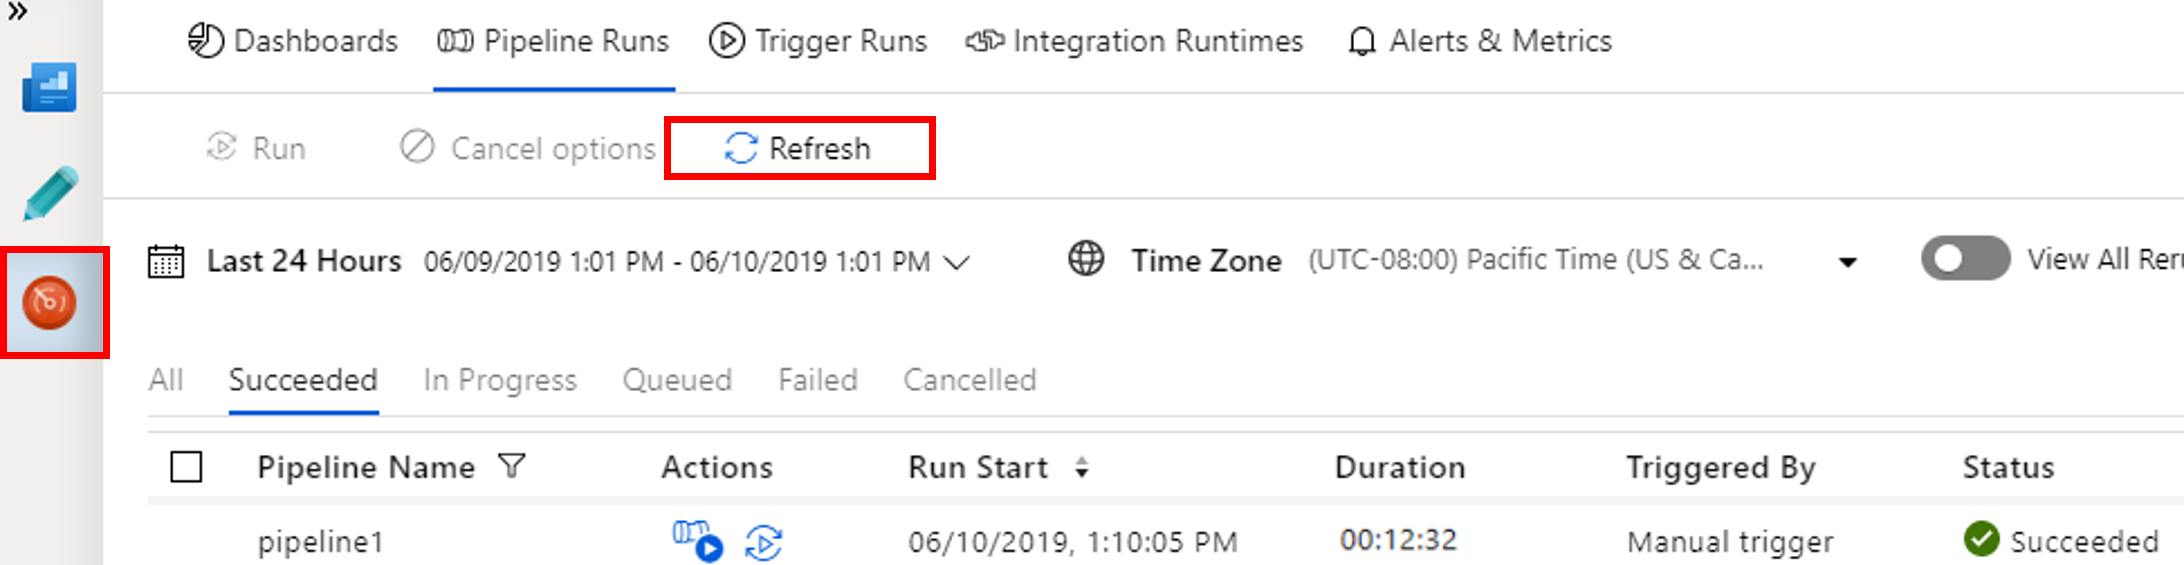 »
Dashboards Pipeline Runs Trigger Runs Integration Runtimes Alerts & Metrics
Run Cancel options Refresh
Last 24 Hours 06/09/2019 1:01 PM - 06/10/2019 1:01 PM Time Zone (UTC-08:00) Pacific Time (US & Ca... View All Reru
All Succeeded In Progress Queued Failed Cancelled
Pipeline Name Actions Run Start Duration Triggered By Status
pipeline1 06/10/2019, 1:10:05 PM 00:12:32 Manual trigger Succeeded